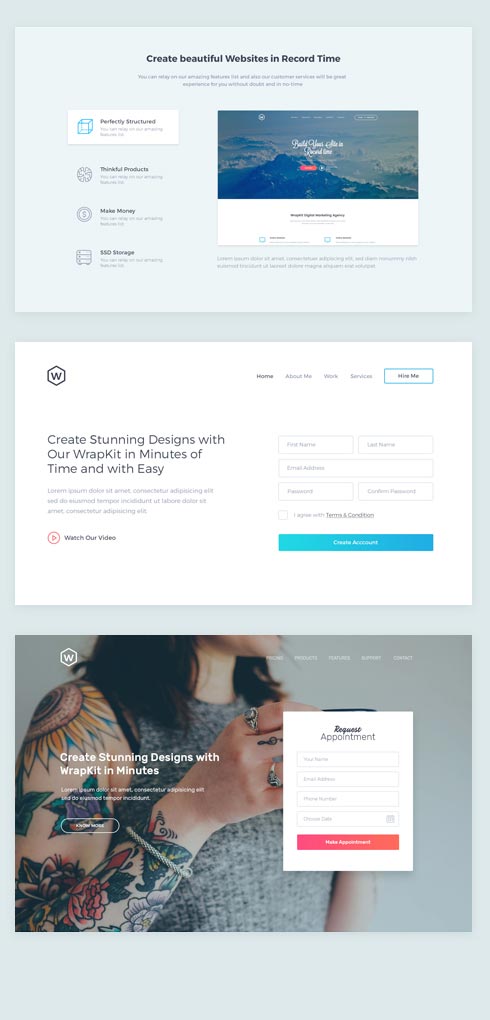 Create beautiful Websites in Record Time
You can relay on our amazing features list and also our customer services will be great
experience for you without doubt and in no-time
Perfectly Structured
You can relay on our amazing
features list
Thinkful Products
You can relay on our amazing
features list
Make Money
You can relay on our amazing
features list
SSD Storage
You can relay on our amazing
features list
Build Your Site in
Record time
WrapKit Digital Marketing Agency
Lorem ipsum dolor sit amet, consectetuer adipiscing elit, sed diam nonummy nibh
euismod tincidunt ut laoreet dolore magna aliquam erat volutpat.
W
Home
About Me
Work
Services
Hire Me
Create Stunning Designs with
Our WrapKit in Minutes of
Time and with Easy
Lorem ipsum dolor sit amet, consectetur adipisicing elit
sed do eiusmod tempor incididunt ut labore dolor sit
amet, consectetur adipisicing elit.
Watch Our Video
First Name
Last Name
Email Address
Password
Confirm Password
I agree with Terms & Condition
Create Acccount
W
PRICING
PRODUCTS
FEATURES
SUPPORT
CONTACT
Create Stunning Designs with
WrapKit in Minutes
Lorem ipsum dolor sit amet, consectetur adipisicing elit
sed do eiusmod tempor incididunt.
KNOW MORE
Request
Appointment
Your Name
Email Address
Phone Number
Choose Date
Make Appointment